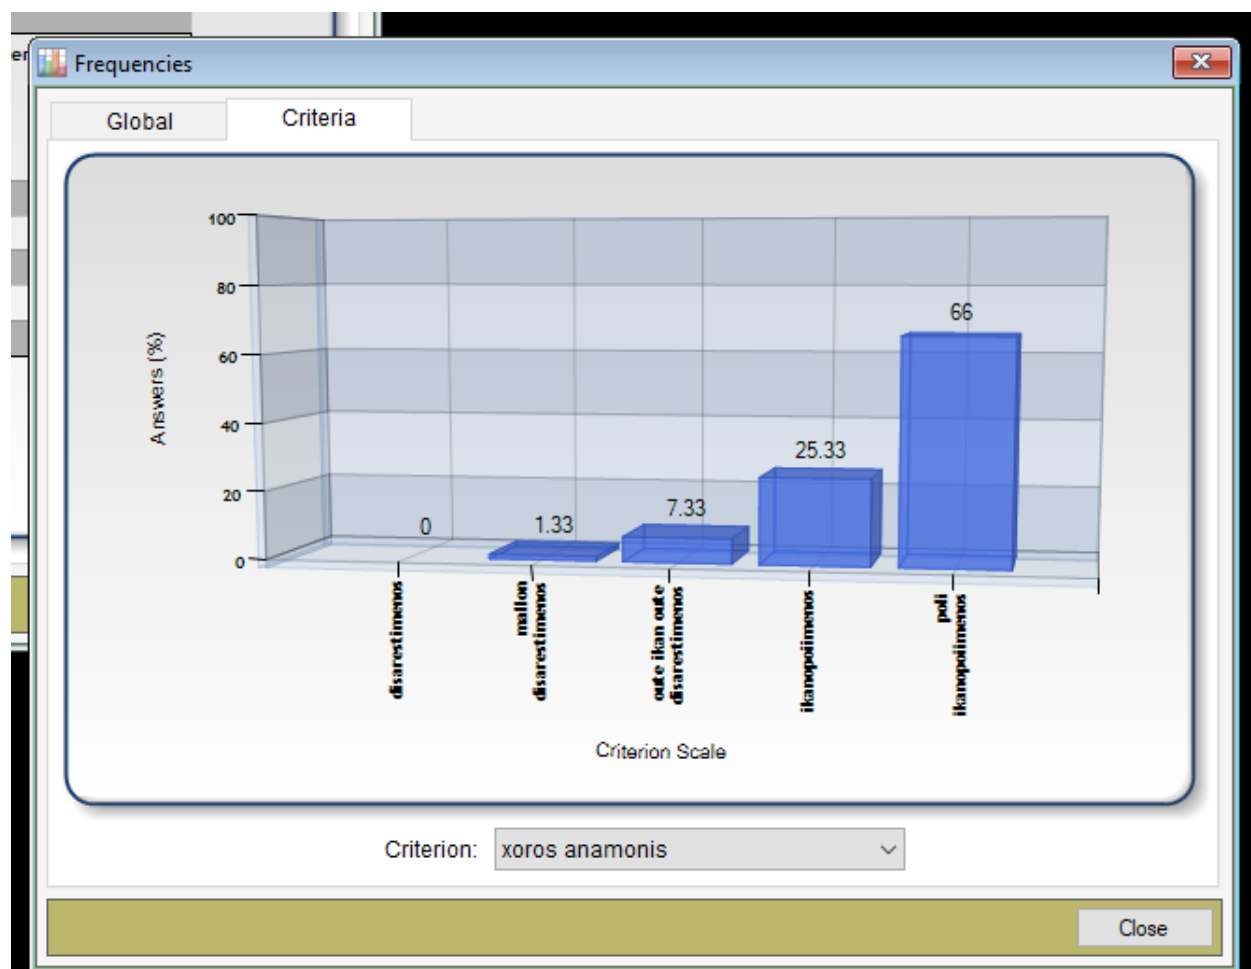 er
Frequencies
Global
Criteria
100
80
60
40
20
0
Answers (%)
0
1.33
7.33
25.33
66
disarestimenos
mallon
disarestimenos
oute ikan oute
disarestimenos
ikanopoiimenos
poli
ikanopoiimenos
Criterion Scale
Criterion:
xoros anamonis
Close